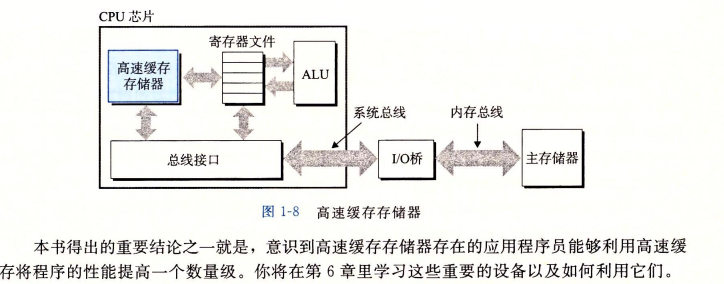 CPU 芯片
寄存器文件
高速缓存
存储器
ALU
系统总线
内存总线
总线接口
I/O桥
主存储器
图 1-8 高速缓存存储器
本书得出的重要结论之一就是，意识到高速缓存存储器存在的应用程序员能够利用高速缓
存将程序的性能提高一个数量级。你将在第 6 章里学习这些重要的设备以及如何利用它们。